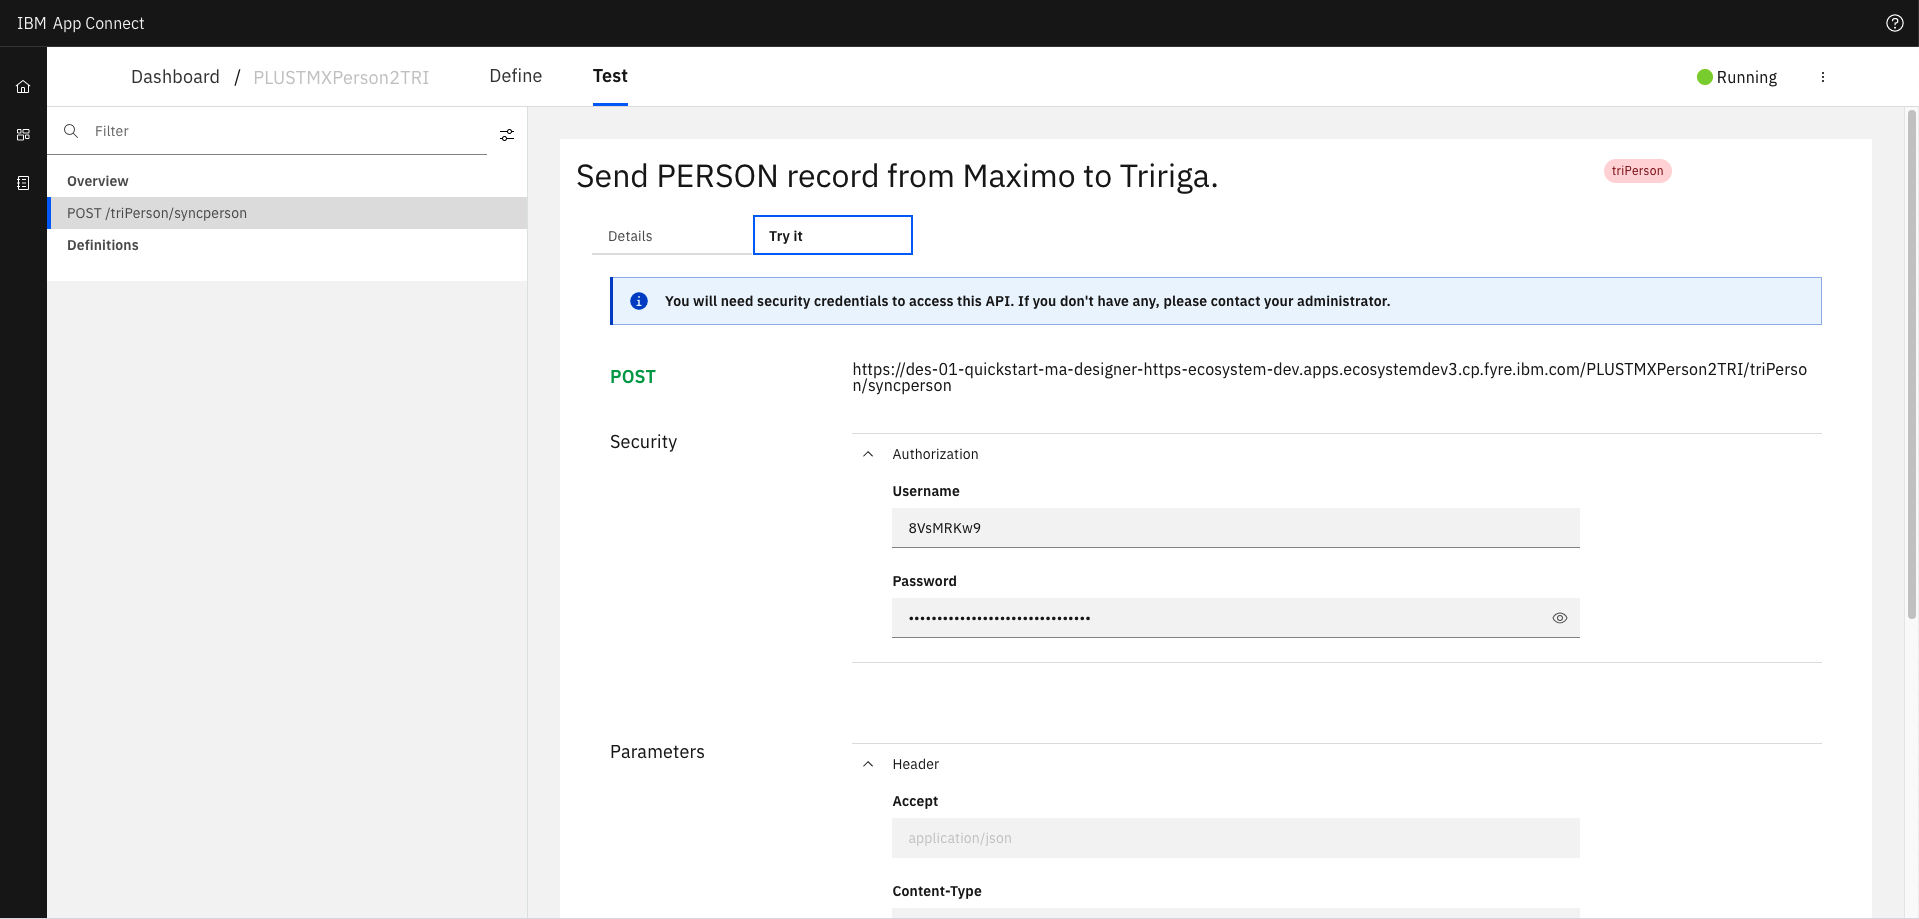 IBM App Connect
Dashboard / PLUSTMXPerson2TRI
Define
Test
Running
Filter
Overview
POST /triPerson/syncperson
Definitions
Send PERSON record from Maximo to Tririga.
triPerson
Details
Try it
You will need security credentials to access this API. If you don't have any, please contact your administrator.
POST
https://des-01-quickstart-ma-designer-https-ecosystem-dev.apps.ecosystemdev3.cp.fyre.ibm.com/PLUSTMXPerson2TRI/triPerso
n/syncperson
Security
Authorization
Username
8VsMRKw9
Password
••••••••••••••••••••••••••••••••
Parameters
Header
Accept
application/json
Content-Type